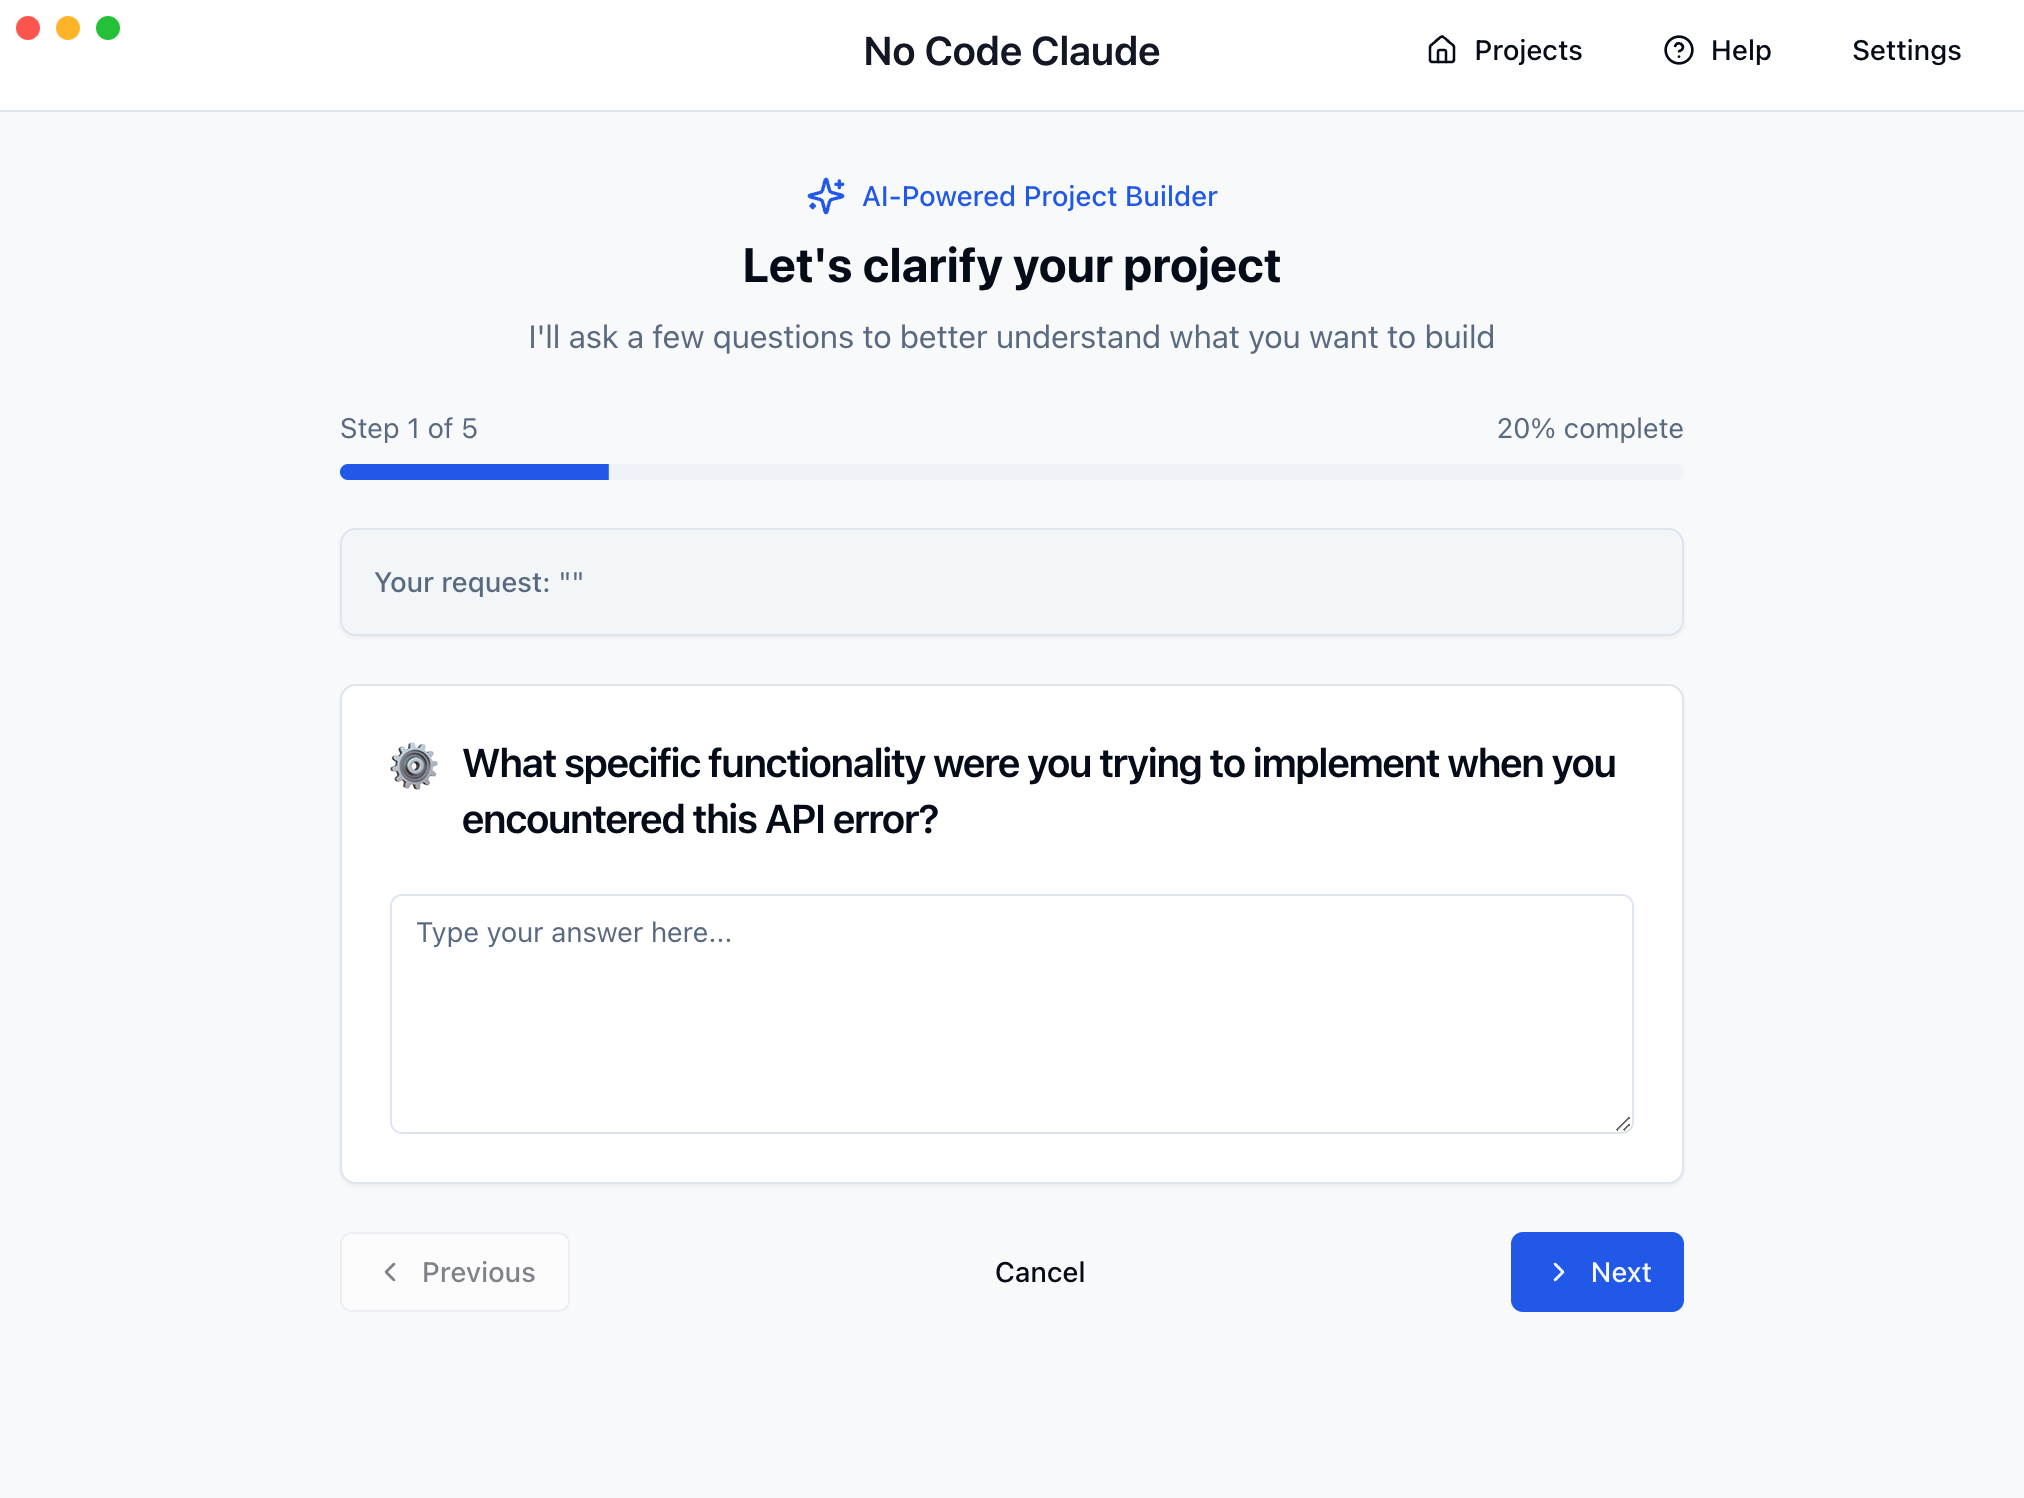 No Code Claude
Projects
Help
Settings
AI-Powered Project Builder
Let's clarify your project
I'll ask a few questions to better understand what you want to build
Step 1 of 5
20% complete
Your request: ""
What specific functionality were you trying to implement when you
encountered this API error?
Type your answer here...
Previous
Cancel
Next